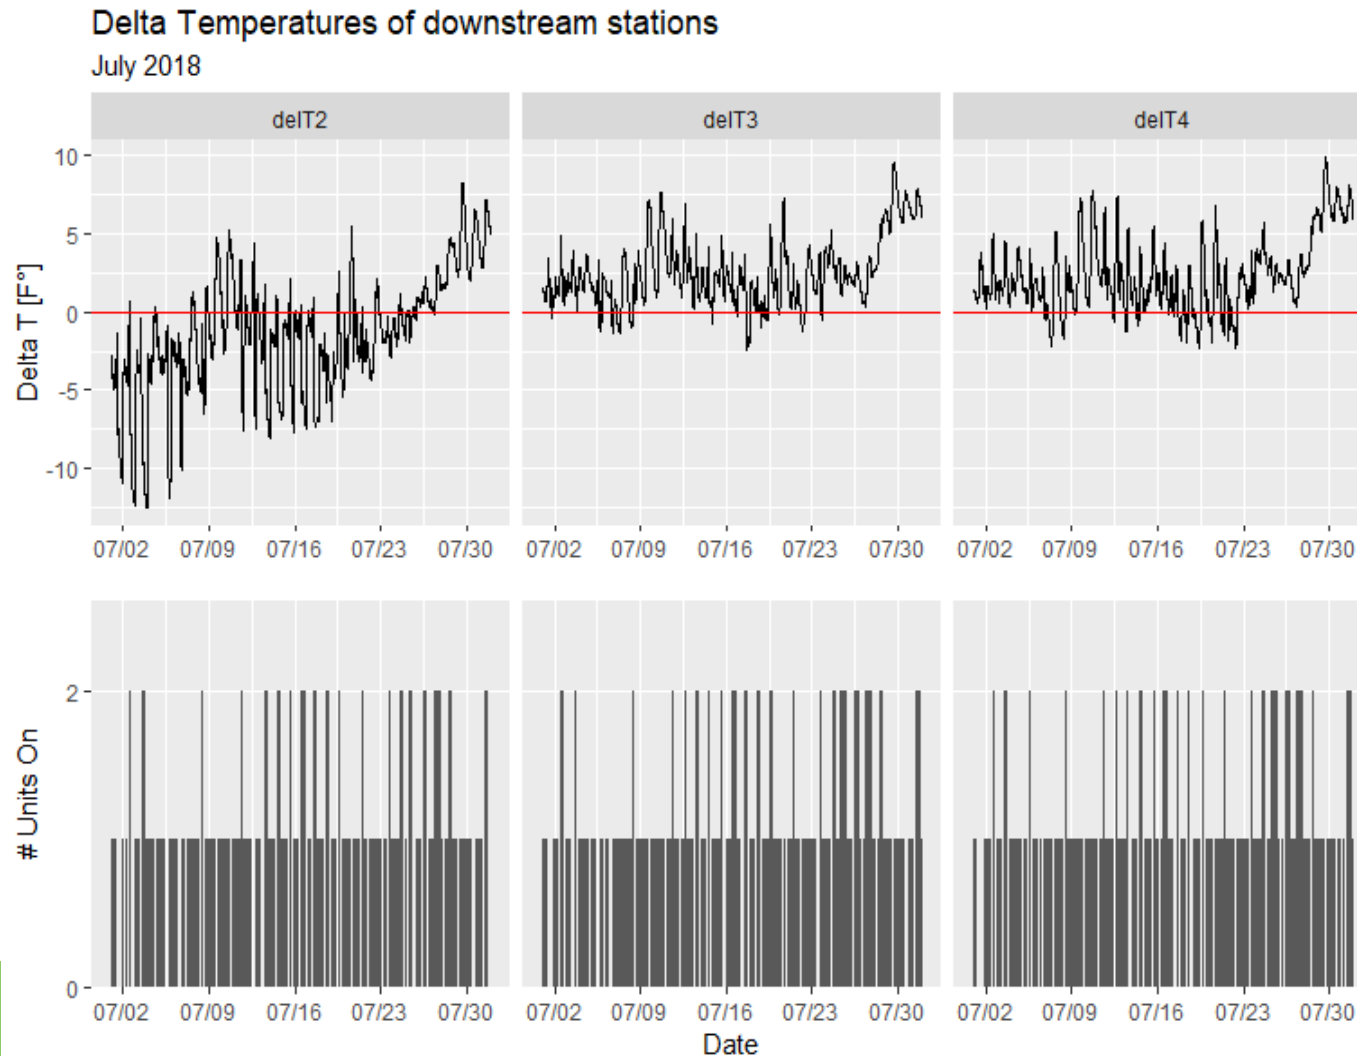 Delta Temperatures of downstream stations
July 2018
delT2 delT3 delT4
Delta T [F°]
10
5
0
-5
-10
07/02 07/09 07/16 07/23 07/30 07/02 07/09 07/16 07/23 07/30 07/02 07/09 07/16 07/23 07/30
# Units On
2
0
07/02 07/09 07/16 07/23 07/30 07/02 07/09 07/16 07/23 07/30 07/02 07/09 07/16 07/23 07/30
Date